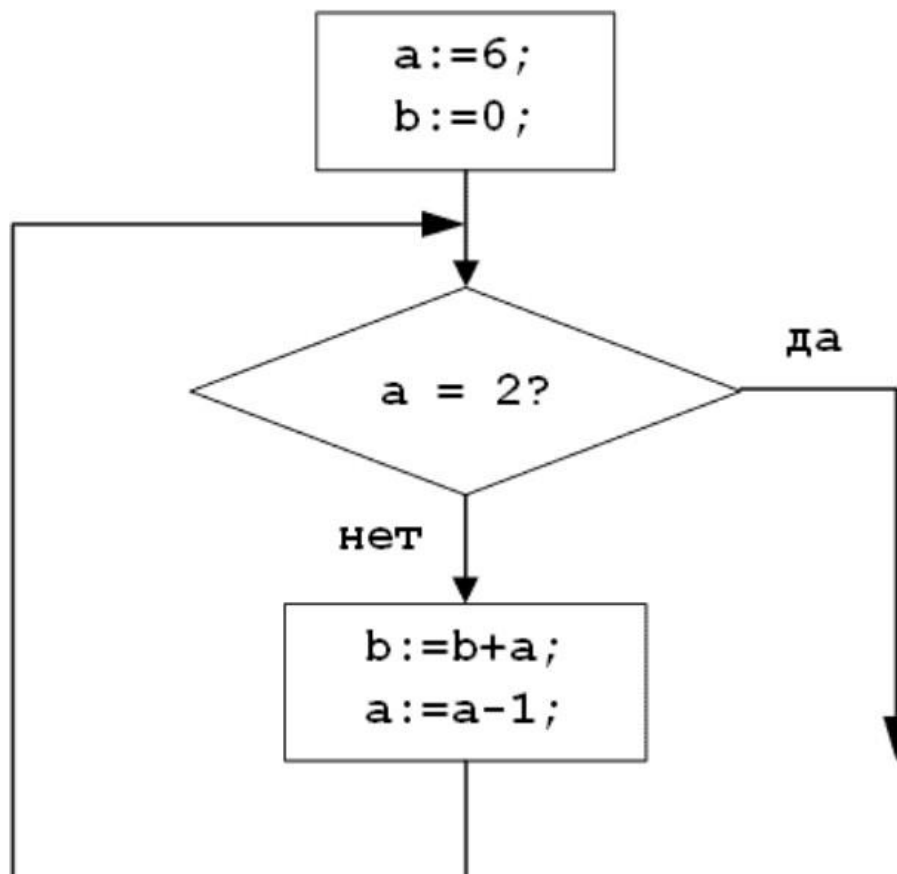 a:=6;
b:=0;
a = 2?
да
нет
b:=b+a;
a:=a-1;